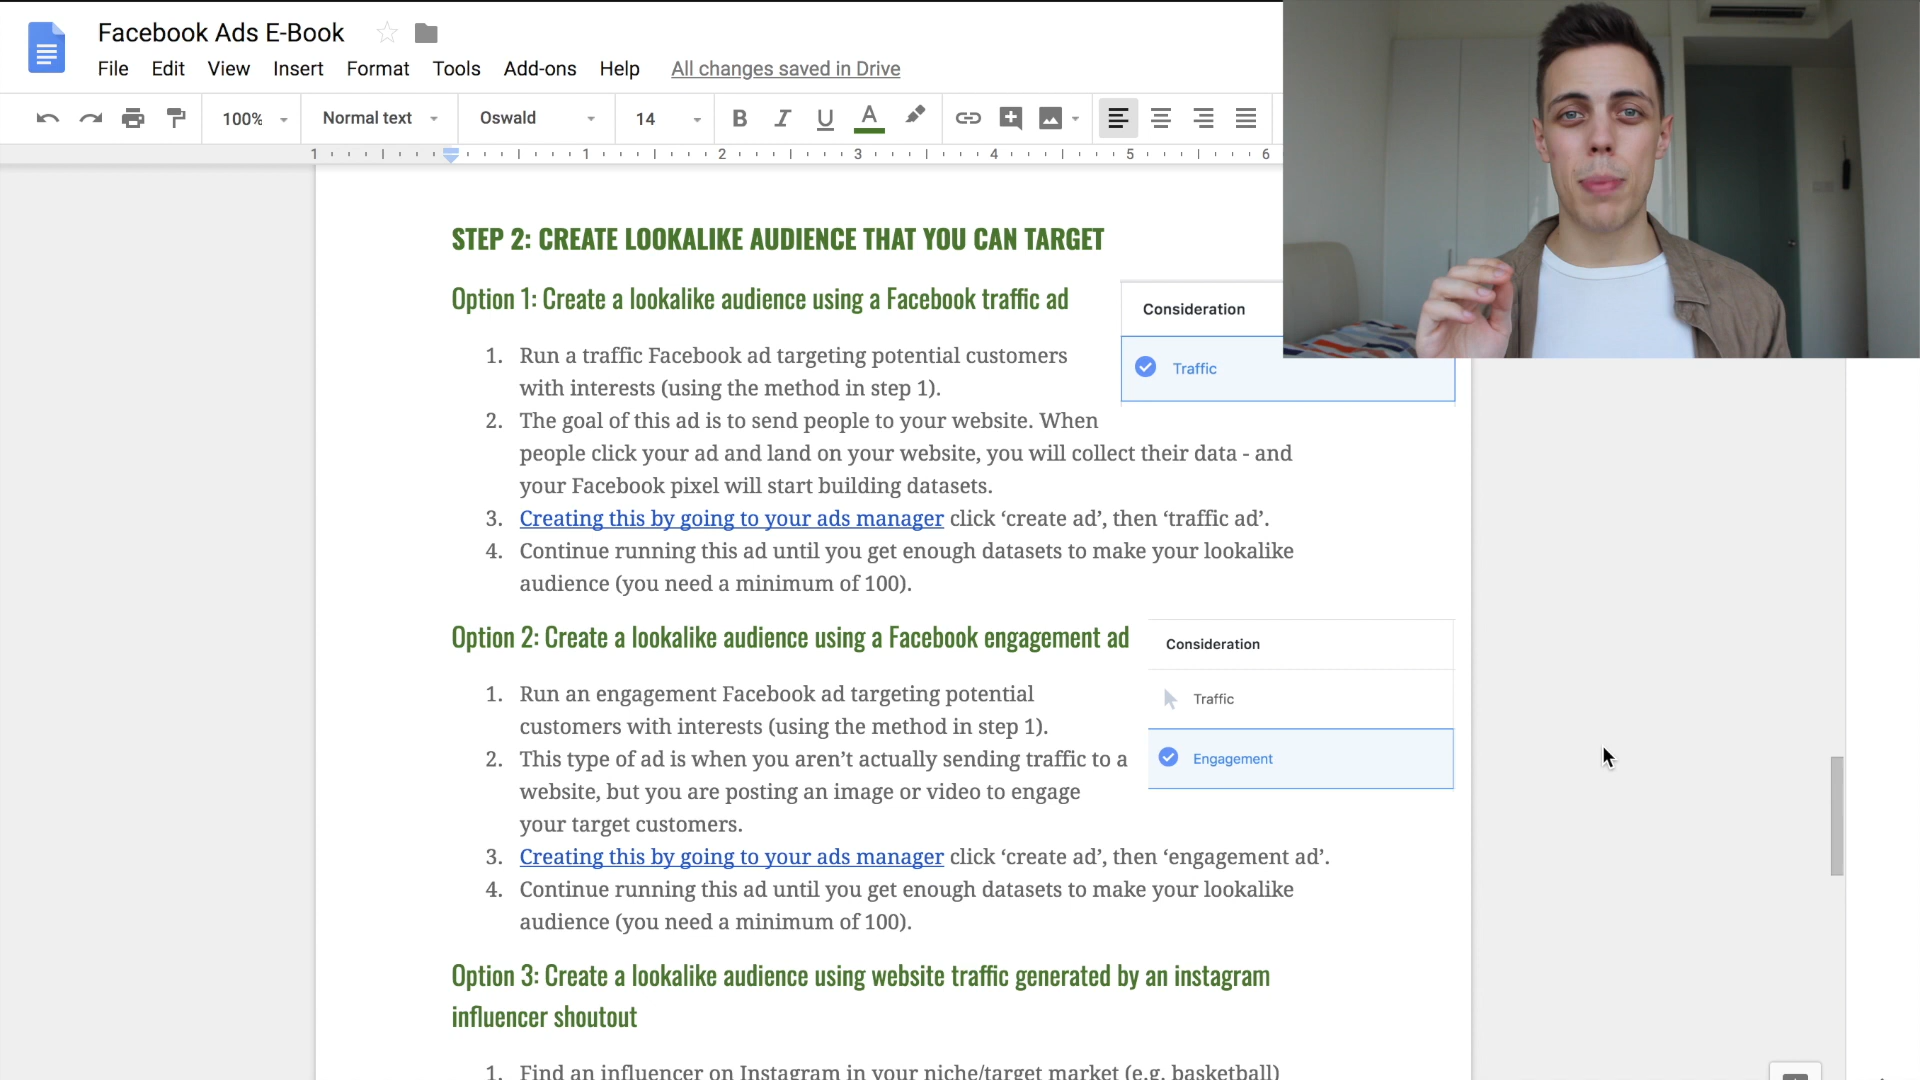 Facebook Ads E-Book
File Edit View Insert Format Tools Add-ons Help All changes saved in Drive
100% Normal text Oswald 14 B I U A
1 1 2 3 4 5 6
STEP 2: CREATE LOOKALIKE AUDIENCE THAT YOU CAN TARGET
Option 1: Create a lookalike audience using a Facebook traffic ad
Consideration
Traffic
1. Run a traffic Facebook ad targeting potential customers
with interests (using the method in step 1).
2. The goal of this ad is to send people to your website. When
people click your ad and land on your website, you will collect their data - and
your Facebook pixel will start building datasets.
3. Creating this by going to your ads manager click ‘create ad’, then ‘traffic ad’.
4. Continue running this ad until you get enough datasets to make your lookalike
audience (you need a minimum of 100).
Option 2: Create a lookalike audience using a Facebook engagement ad
Consideration
Traffic
Engagement
1. Run an engagement Facebook ad targeting potential
customers with interests (using the method in step 1).
2. This type of ad is when you aren’t actually sending traffic to a
website, but you are posting an image or video to engage
your target customers.
3. Creating this by going to your ads manager click ‘create ad’, then ‘engagement ad’.
4. Continue running this ad until you get enough datasets to make your lookalike
audience (you need a minimum of 100).
Option 3: Create a lookalike audience using website traffic generated by an instagram
influencer shoutout
1. Find an influencer on Instagram in your niche/target market (e.g. basketball)